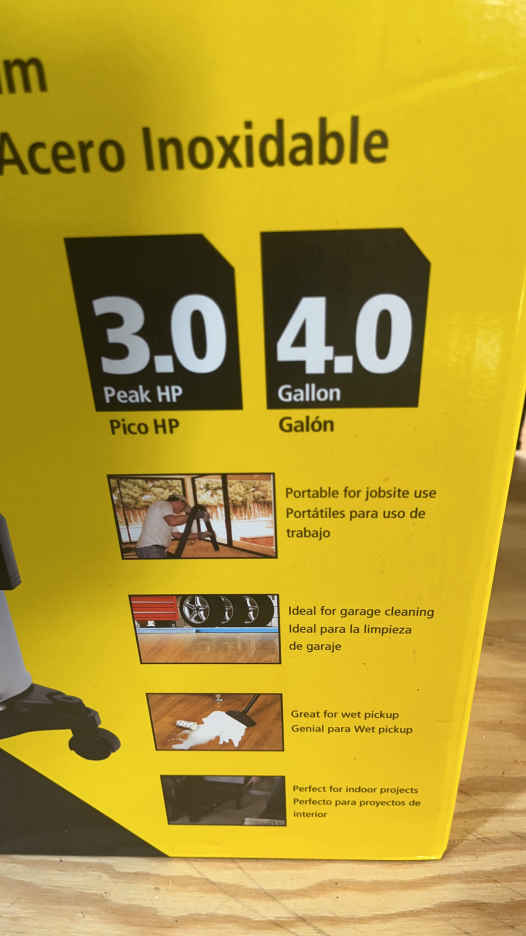 Acero Inoxidable
3.0
Peak HP
Pico HP
4.0
Gallon
Galón
Portable for jobsite use
Portátiles para uso de
trabajo
Ideal for garage cleaning
Ideal para la limpieza
de garaje
Great for wet pickup
Genial para Wet pickup
Perfect for indoor projects
Perfecto para proyectos de
interior